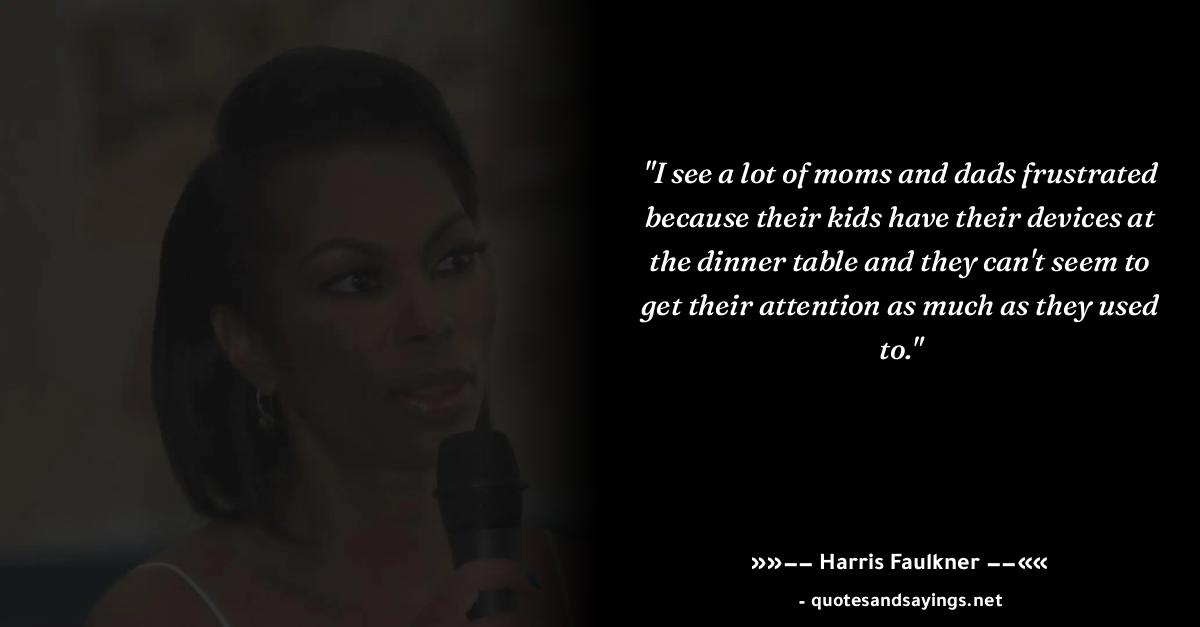 "I see a lot of moms and dads frustrated
because their kids have their devices at
the dinner table and they can't seem to
get their attention as much as they used
to."
»»–– Harris Faulkner ––««
- quotesandsayings.net